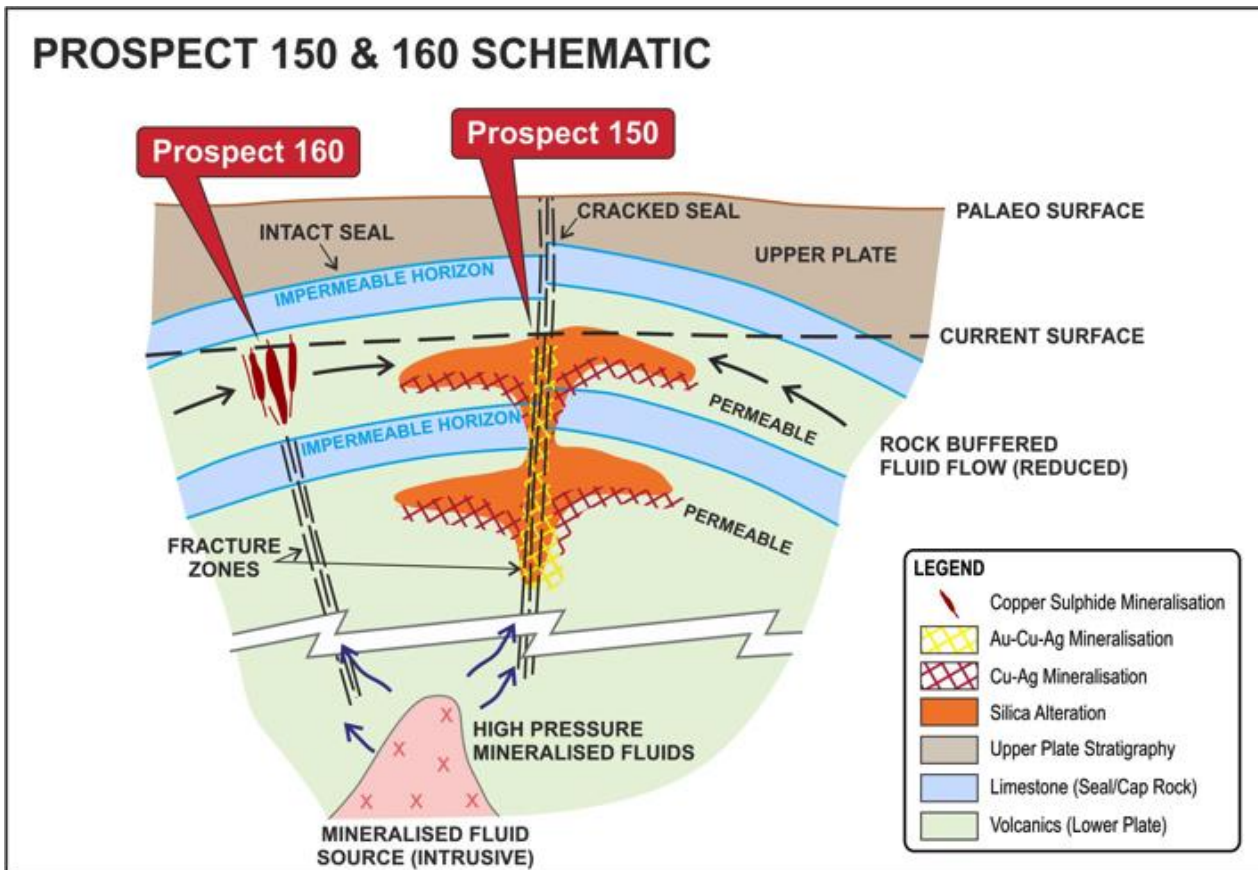 PROSPECT 150 & 160 SCHEMATIC
Prospect 160
Prospect 150
INTACT SEAL
CRACKED SEAL
PALAEO SURFACE
UPPER PLATE
IMPERMEABLE HORIZON
CURRENT SURFACE
PERMEABLE
IMPERMEABLE HORIZON
ROCK BUFFERED
FLUID FLOW (REDUCED)
PERMEABLE
FRACTURE
ZONES
HIGH PRESSURE
MINERALISED FLUIDS
X
X
X
X
X
X
X
MINERALISED FLUID
SOURCE (INTRUSIVE)
LEGEND
Copper Sulphide Mineralisation
Au-Cu-Ag Mineralisation
Cu-Ag Mineralisation
Silica Alteration
Upper Plate Stratigraphy
Limestone (Seal/Cap Rock)
Volcanics (Lower Plate)